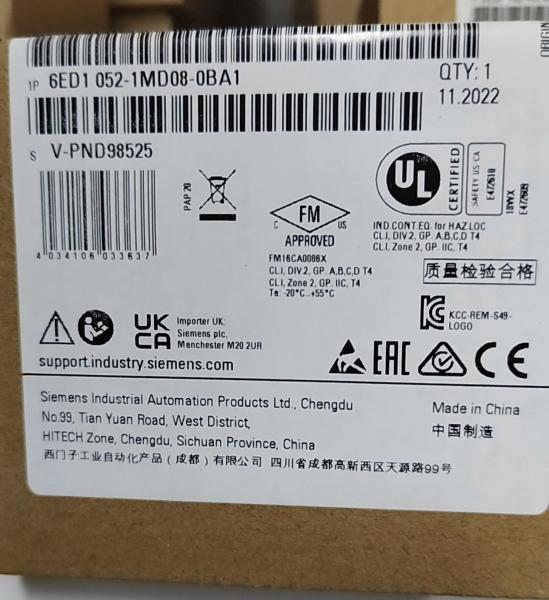 1P 6ED1 052-1MD08-0BA1
QTY: 1
11.2022
S V-PND98525
4 034106 033637
PAP 20
C FM US
APPROVED
FM16CA0086X
CL.I, DIV.2, GP. A,B,C,D T4
CL.I, Zone 2, GP. IIC, T4
Ta: -20°C...+55°C
UL
CERTIFIED
SAFETY US-CA
E472610
18WX
E472609
IND.CONT.EQ. for HAZ.LOC
CL.I, DIV.2, GP. A,B,C,D T4
CL.I, Zone 2, GP. IIC, T4
质量检验合格
KCC-REM-S49-
LOGO
UK
CA
Importer UK:
Siemens plc,
Manchester M20 2UR
support.industry.siemens.com
EAC CE
Siemens Industrial Automation Products Ltd., Chengdu
No.99, Tian Yuan Road, West District,
HITECH Zone, Chengdu, Sichuan Province, China
西门子工业自动化产品（成都）有限公司 四川省成都高新西区天源路99号
Made in China
中国制造